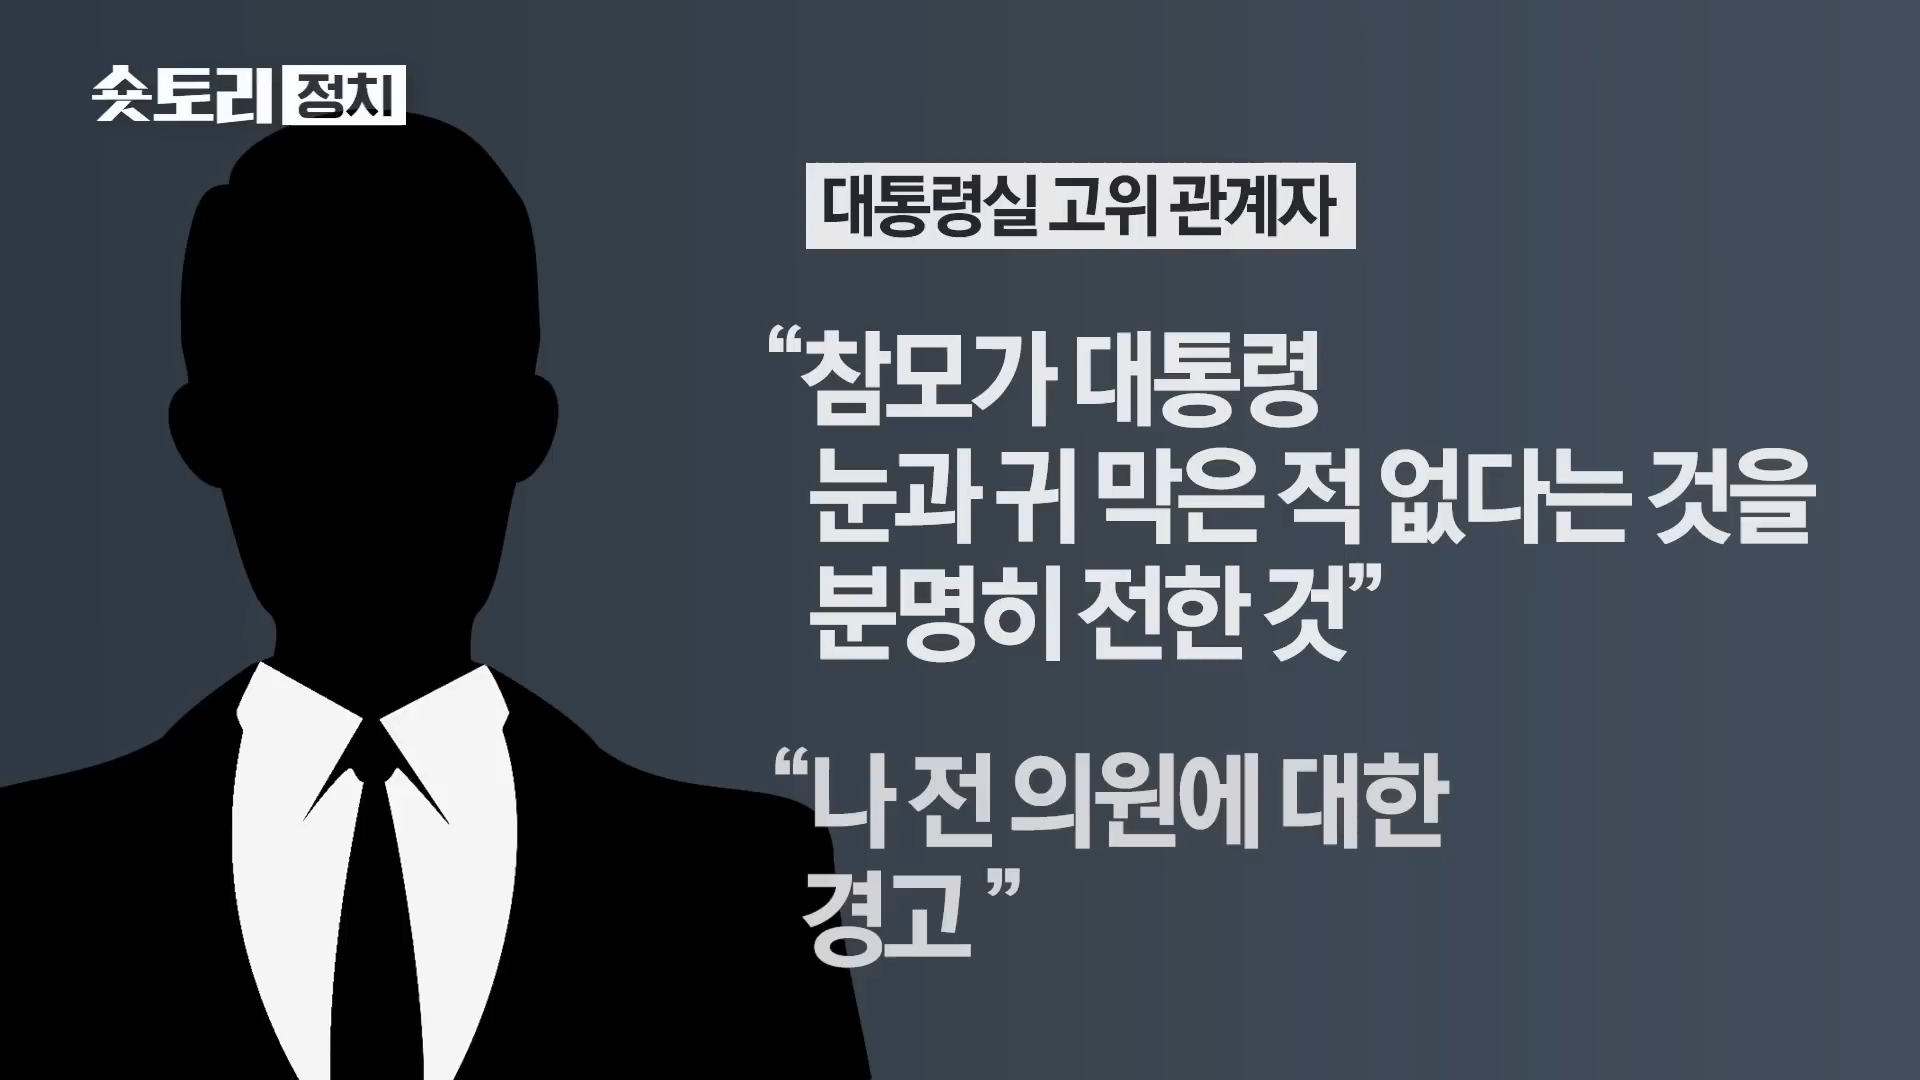 숏토리 정치
대통령실 고위 관계자
“참모가 대통령
눈과 귀 막은 적 없다는 것을
분명히 전한 것”
“나 전 의원에 대한
경고 ”